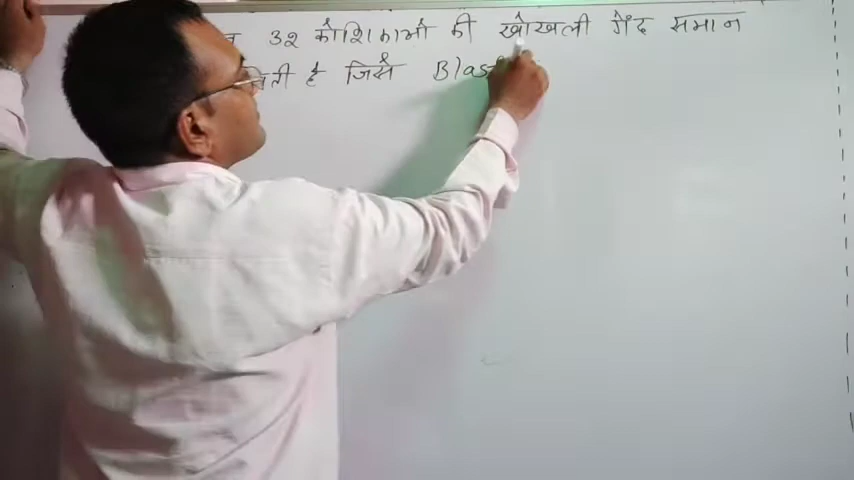 32 कोशिकाओ की खोखली गेंद समान
है जिसे Blas